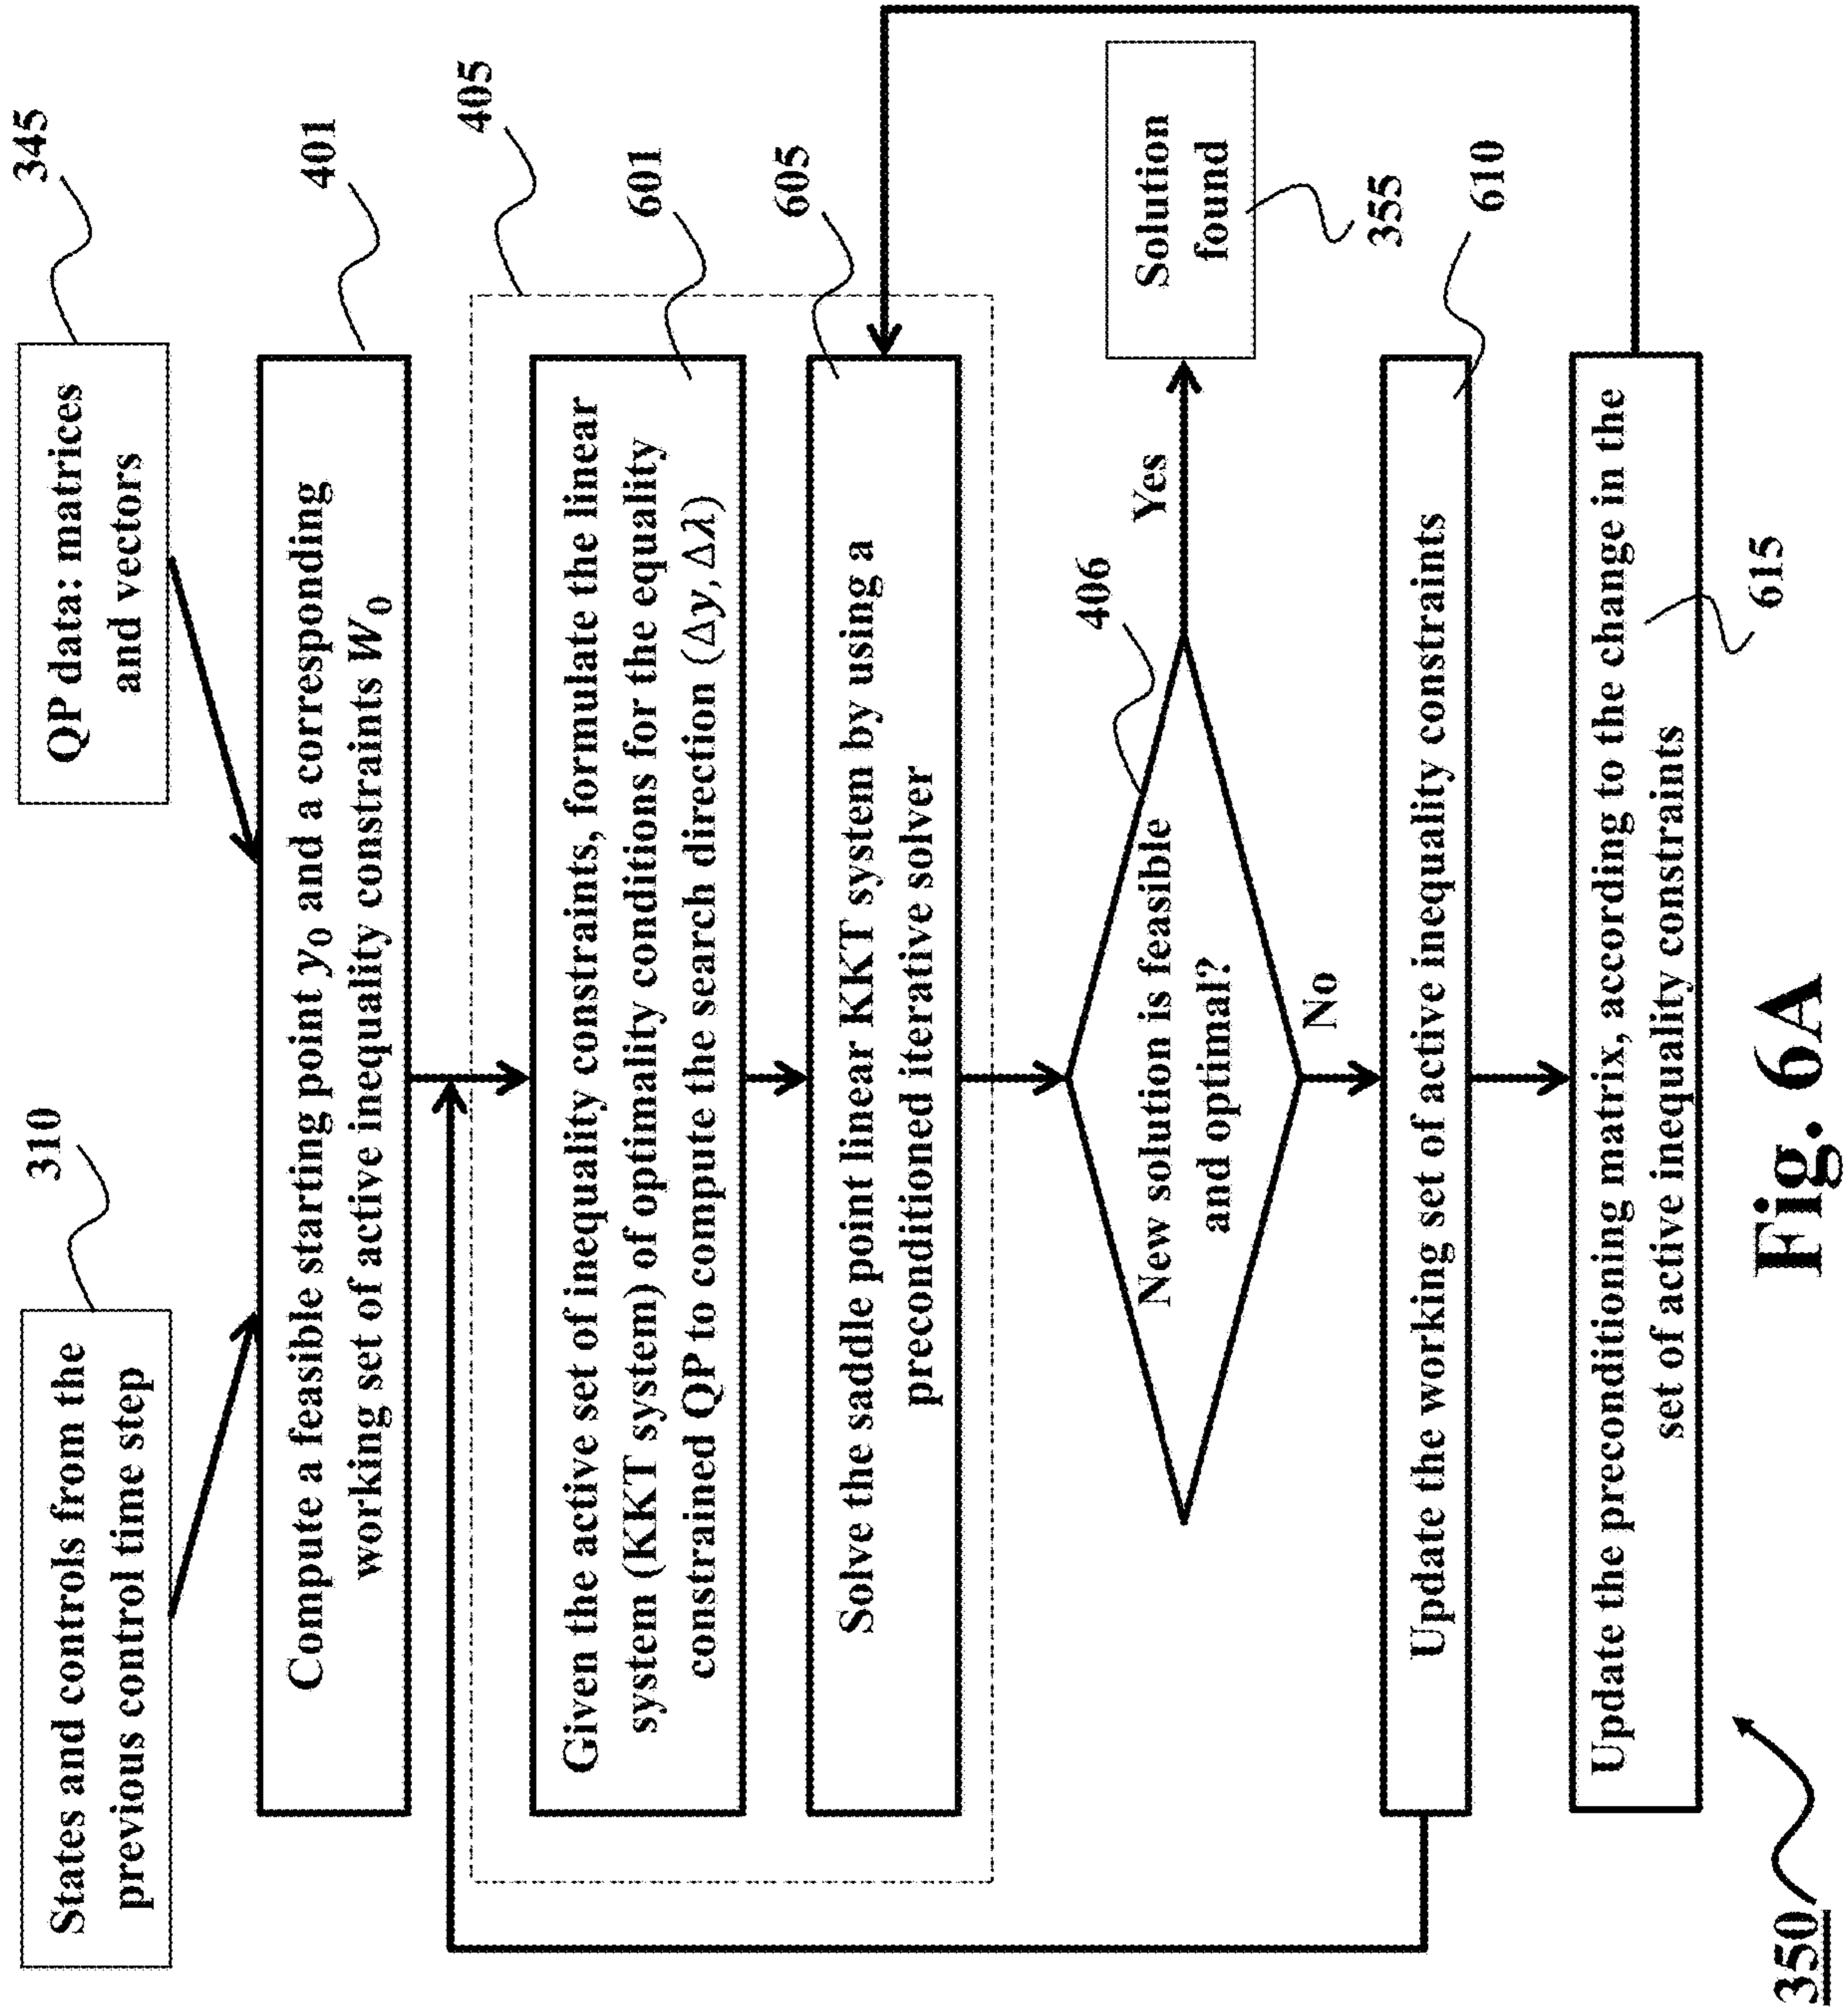 310
345
States and controls from the
previous control time step
QP data: matrices
and vectors
401
Compute a feasible starting point y₀ and a corresponding
working set of active inequality constraints W₀
405
601
Given the active set of inequality constraints, formulate the linear
system (KKT system) of optimality conditions for the equality
constrained QP to compute the search direction (Δy, Δλ)
605
Solve the saddle point linear KKT system by using a
preconditioned iterative solver
406
New solution is feasible
and optimal?
Yes
Solution
found
355
No
610
Update the working set of active inequality constraints
Update the preconditioning matrix, according to the change in the
set of active inequality constraints
615
350
Fig. 6A